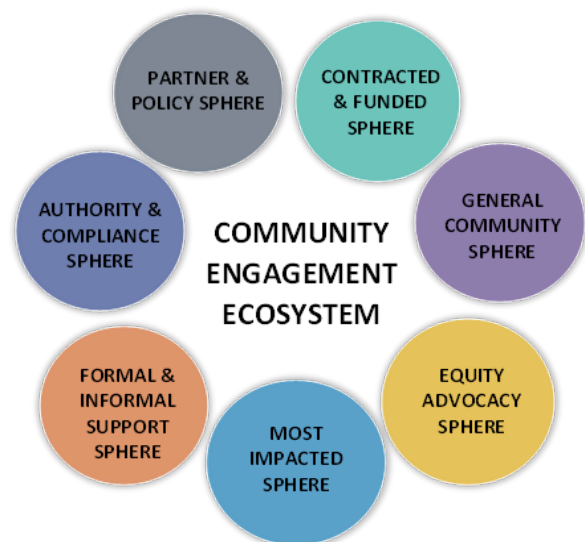 PARTNER &
POLICY SPHERE
CONTRACTED
& FUNDED
SPHERE
GENERAL
COMMUNITY
SPHERE
EQUITY
ADVOCACY
SPHERE
MOST
IMPACTED
SPHERE
FORMAL &
INFORMAL
SUPPORT
SPHERE
AUTHORITY &
COMPLIANCE
SPHERE
COMMUNITY
ENGAGEMENT
ECOSYSTEM